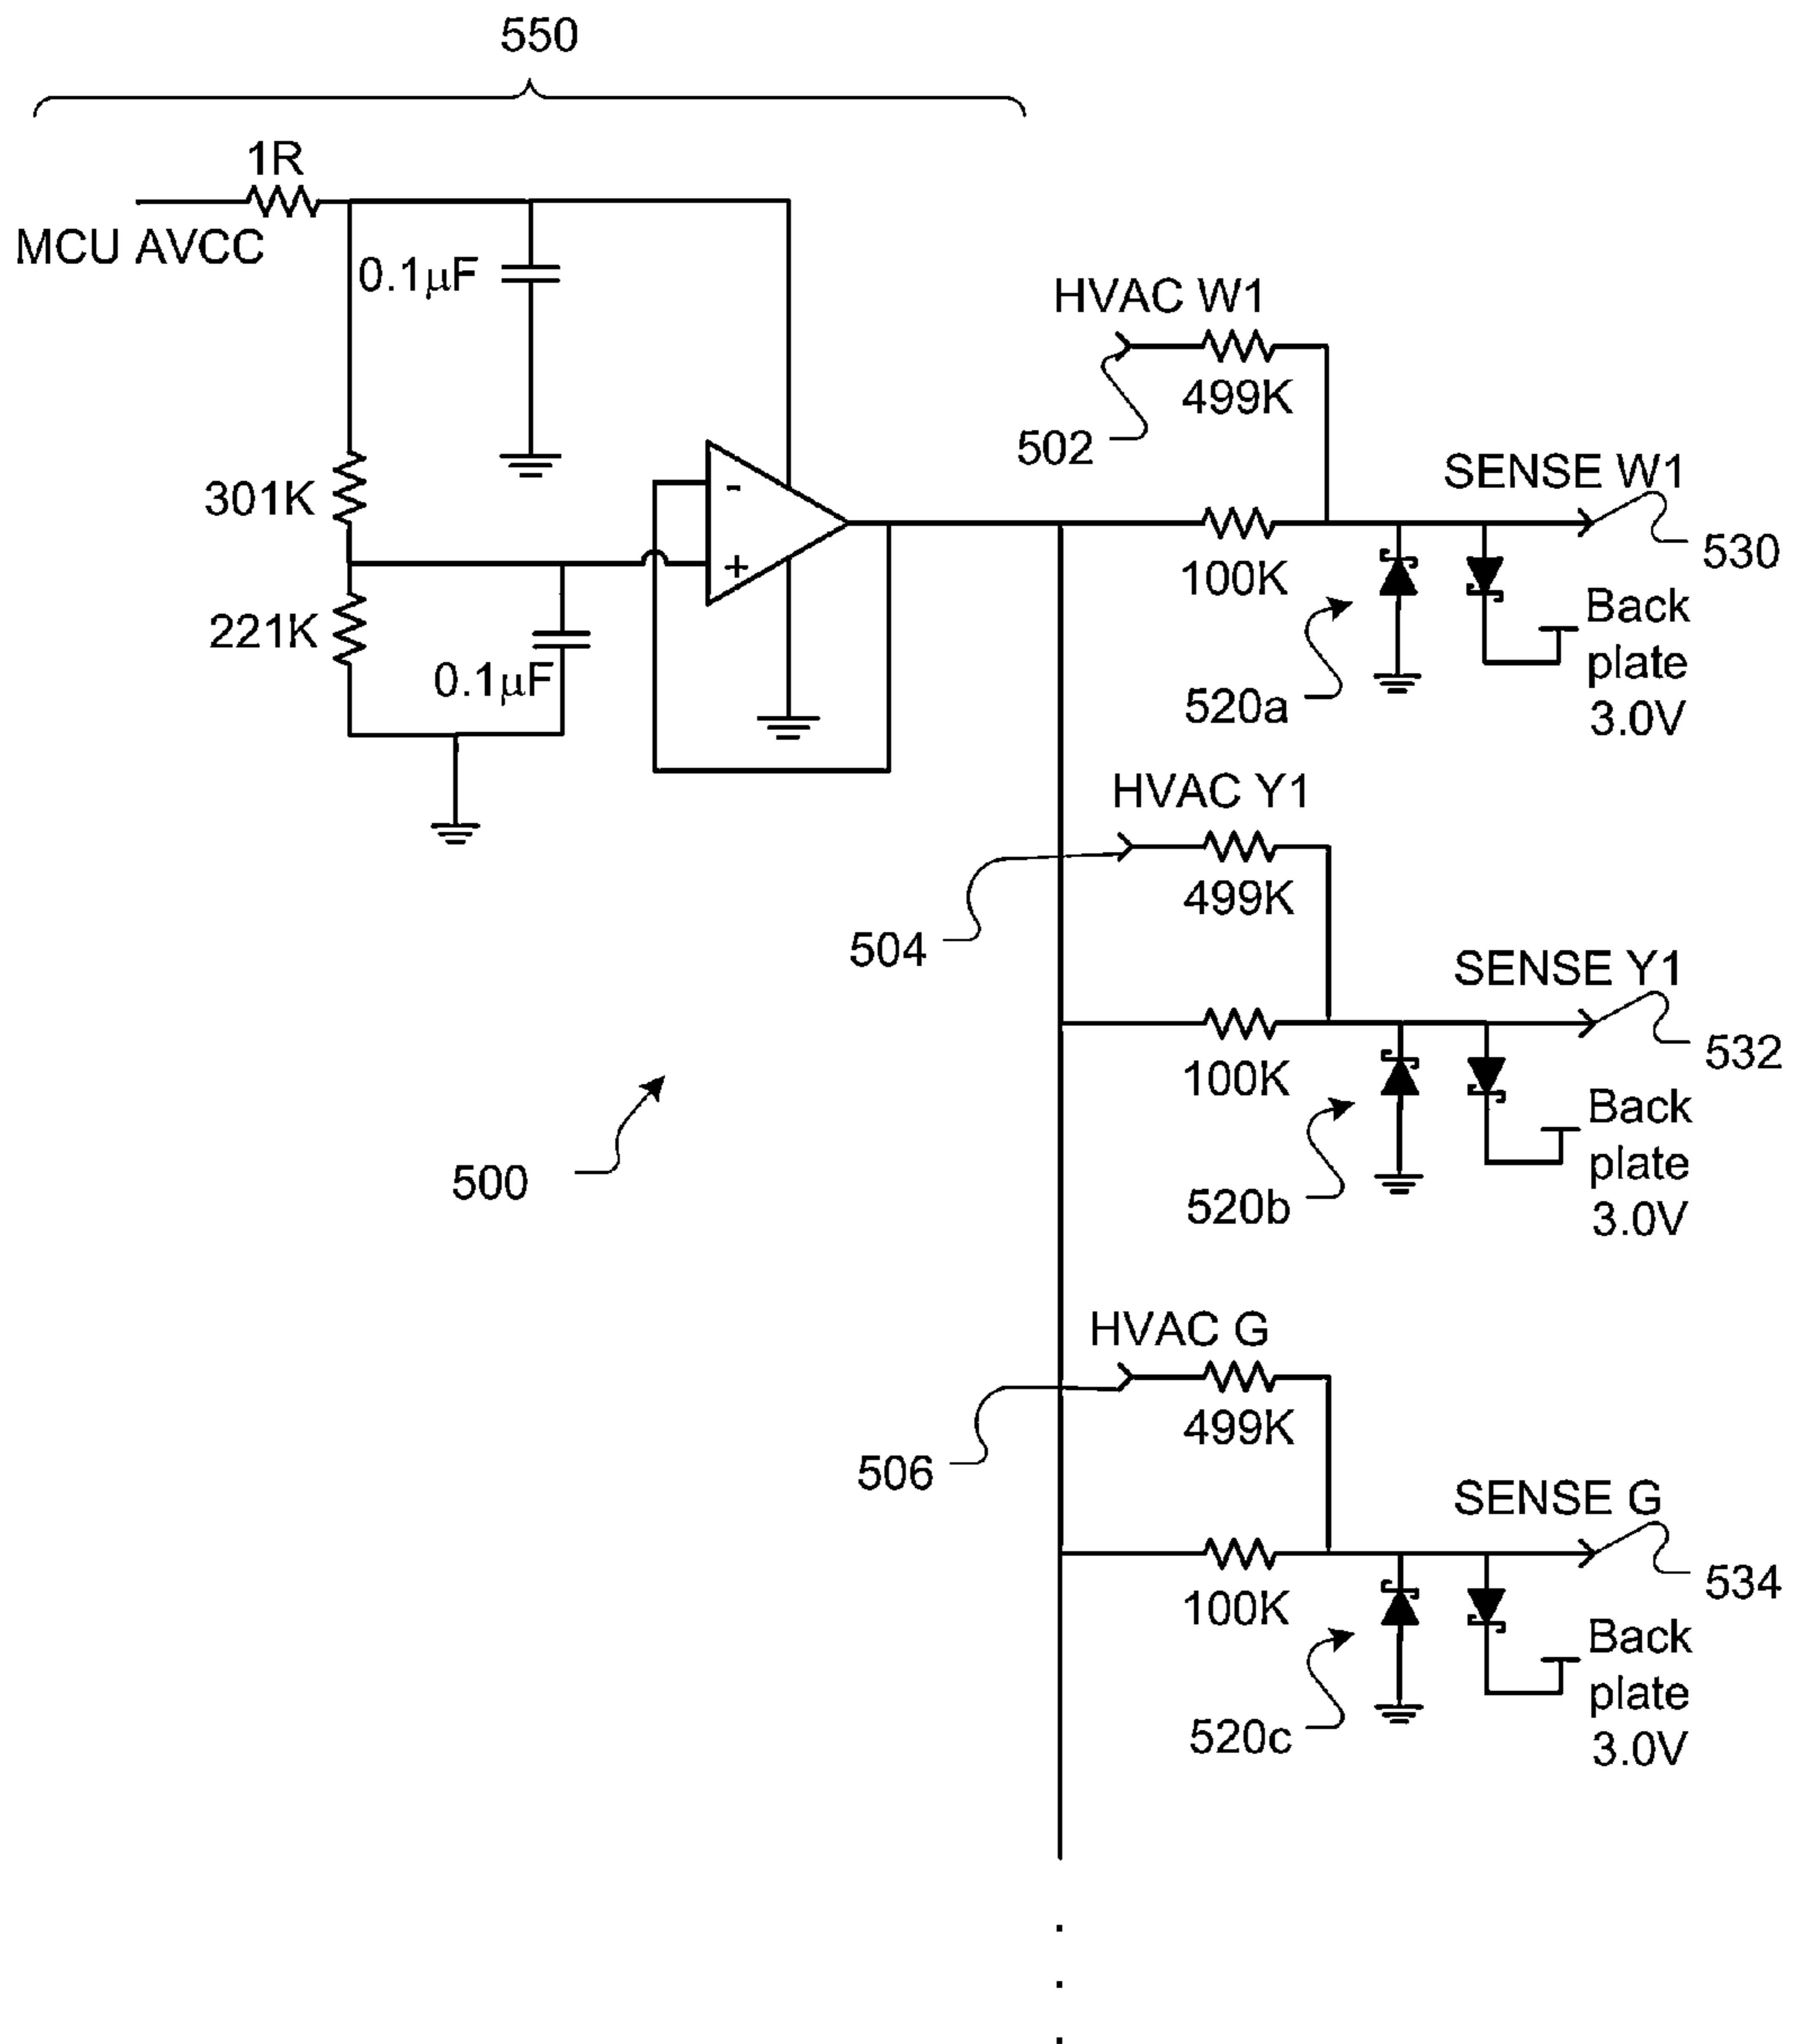 550
1R
MCU AVCC
0.1µF
HVAC W1
499K
502
301K
SENSE W1
530
-
+
100K
221K
0.1µF
520a
Back
plate
3.0V
HVAC Y1
499K
504
SENSE Y1
532
100K
Back
plate
3.0V
500
520b
HVAC G
499K
506
SENSE G
534
100K
Back
plate
3.0V
520c